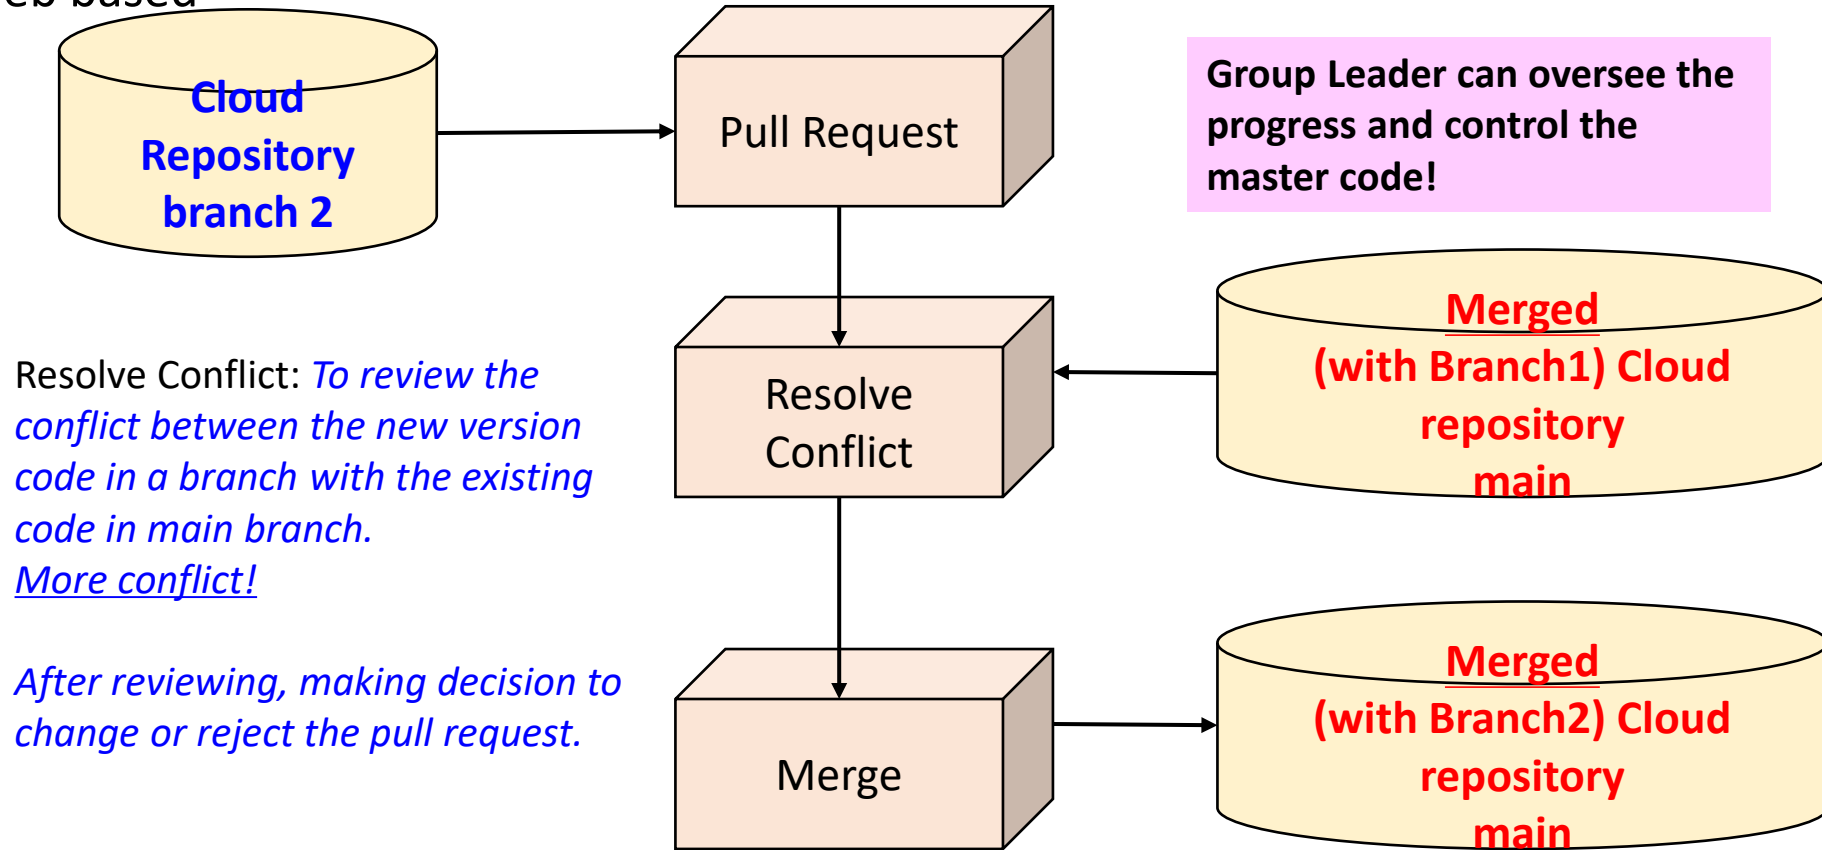 eb based
Cloud
Repository
branch 2
Pull Request
Group Leader can oversee the
progress and control the
master code!
Resolve Conflict: To review the
conflict between the new version
code in a branch with the existing
code in main branch.
More conflict!
After reviewing, making decision to
change or reject the pull request.
Resolve
Conflict
Merged
(with Branch1) Cloud
repository
main
Merge
Merged
(with Branch2) Cloud
repository
main